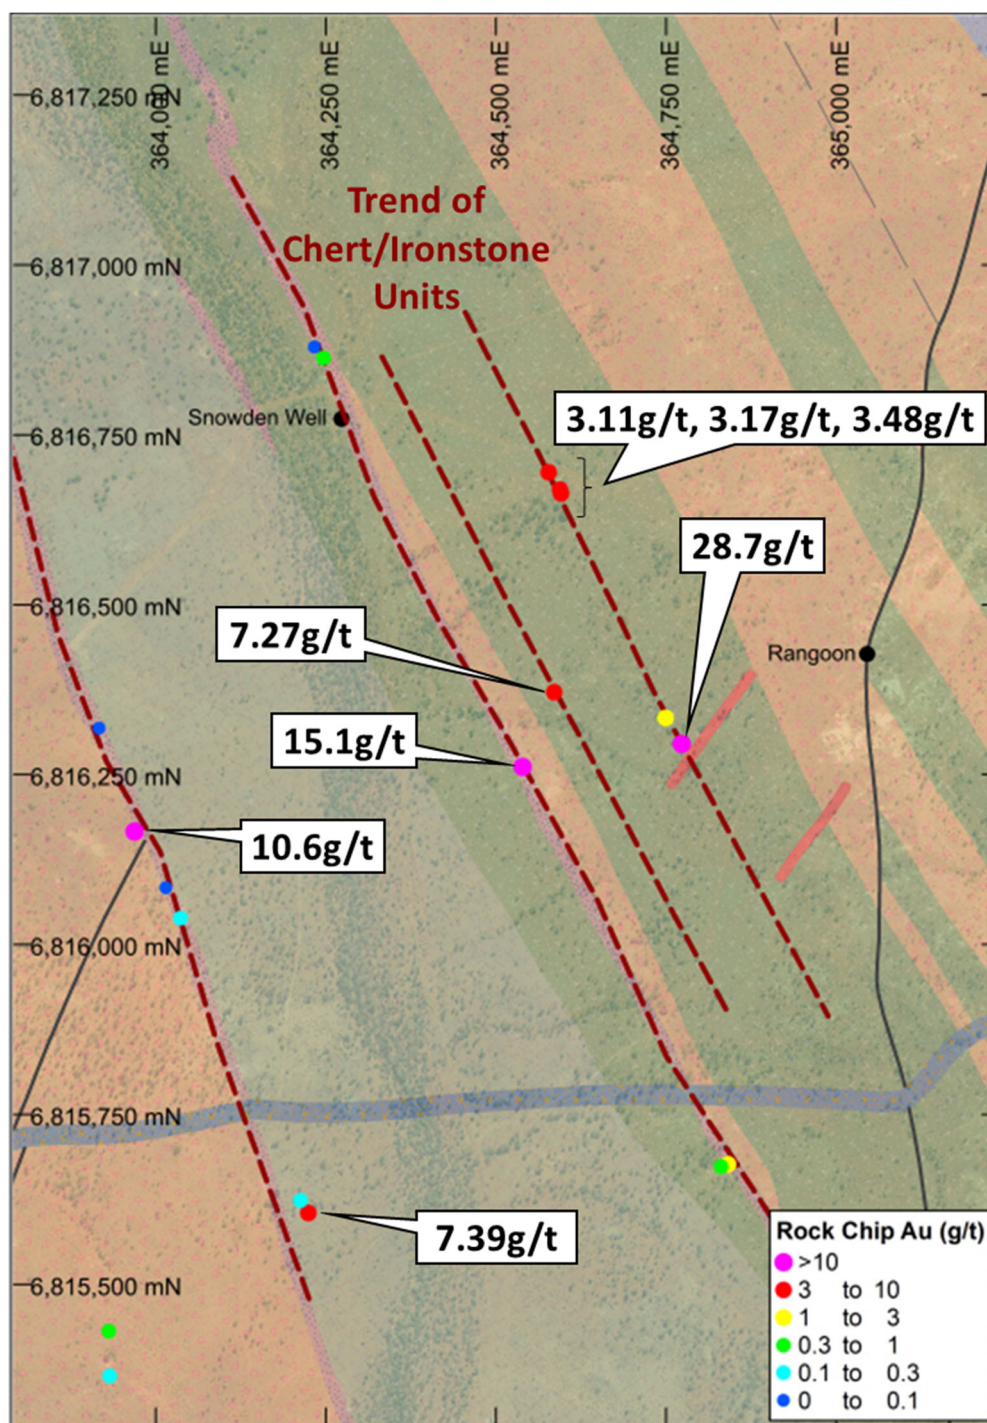 364,000 mE
364,250 mE
364,500 mE
364,750 mE
365,000 mE
6,817,250 mN
Trend of
Chert/Ironstone
Units
6,817,000 mN
Snowden Well
3.11g/t, 3.17g/t, 3.48g/t
6,816,750 mN
28.7g/t
6,816,500 mN
7.27g/t
Rangoon
15.1g/t
6,816,250 mN
10.6g/t
6,816,000 mN
6,815,750 mN
7.39g/t
6,815,500 mN
Rock Chip Au (g/t)
>10
3 to 10
1 to 3
0.3 to 1
0.1 to 0.3
0 to 0.1